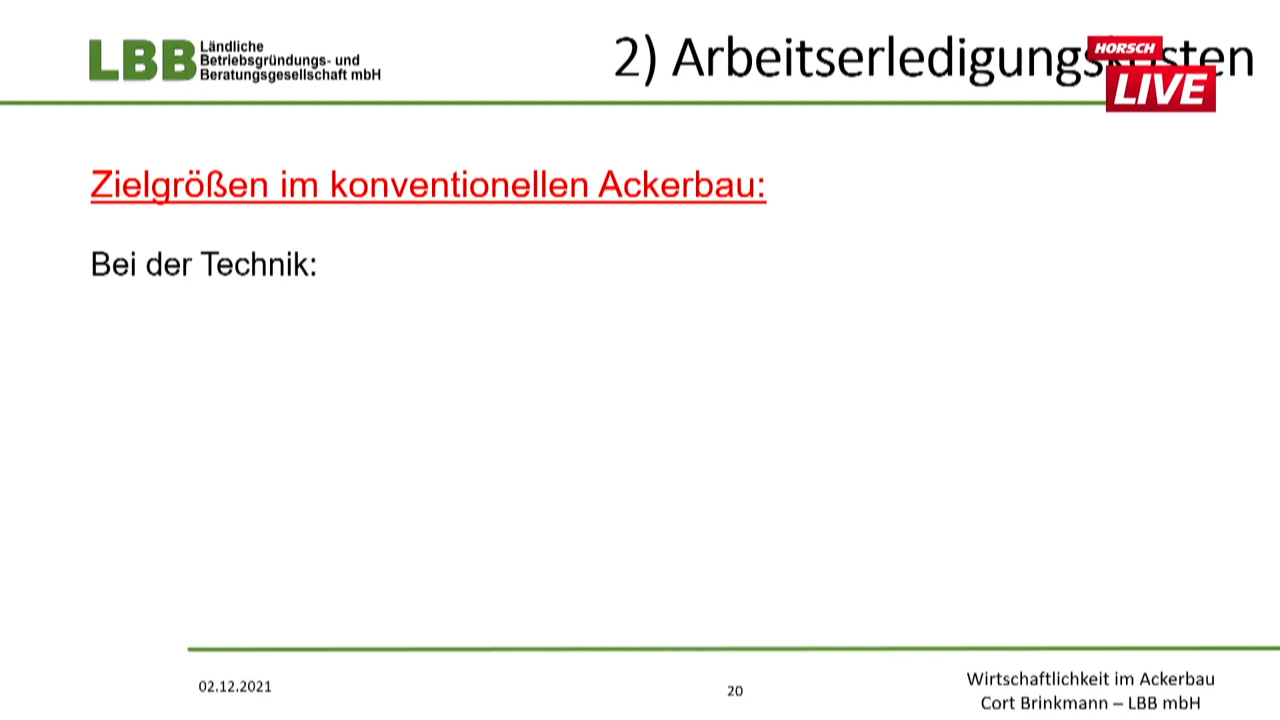 LBB
Ländliche
Betriebsgründungs- und
Beratungsgesellschaft mbH
2) Arbeitserledigungskosten
HORSCH
LIVE
Zielgrößen im konventionellen Ackerbau:
Bei der Technik:
02.12.2021
20
Wirtschaftlichkeit im Ackerbau
Cort Brinkmann – LBB mbH